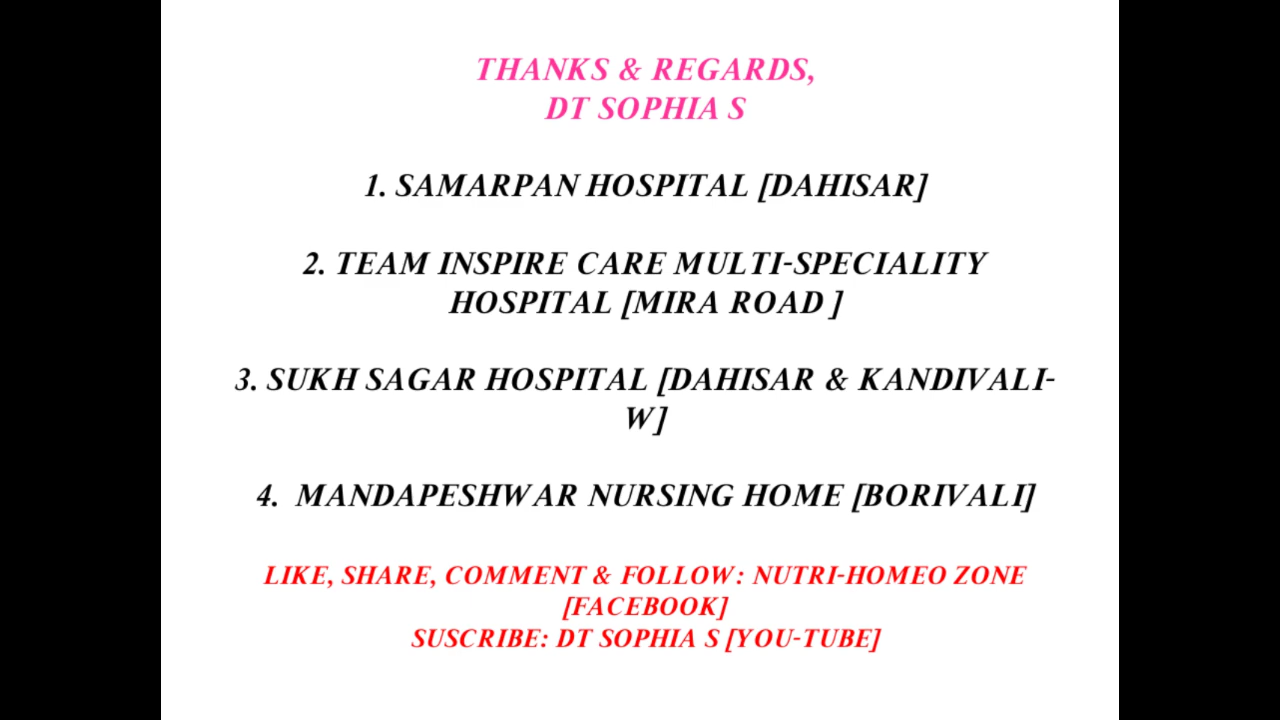 THANKS & REGARDS,
DT SOPHIA S
1. SAMARPAN HOSPITAL [DAHISAR]
2. TEAM INSPIRE CARE MULTI-SPECIALITY
HOSPITAL [MIRA ROAD ]
3. SUKH SAGAR HOSPITAL [DAHISAR & KANDIVALI-
W]
4. MANDAPESHWAR NURSING HOME [BORIVALI]
LIKE, SHARE, COMMENT & FOLLOW: NUTRI-HOMEO ZONE
[FACEBOOK]
SUSCRIBE: DT SOPHIA S [YOU-TUBE]